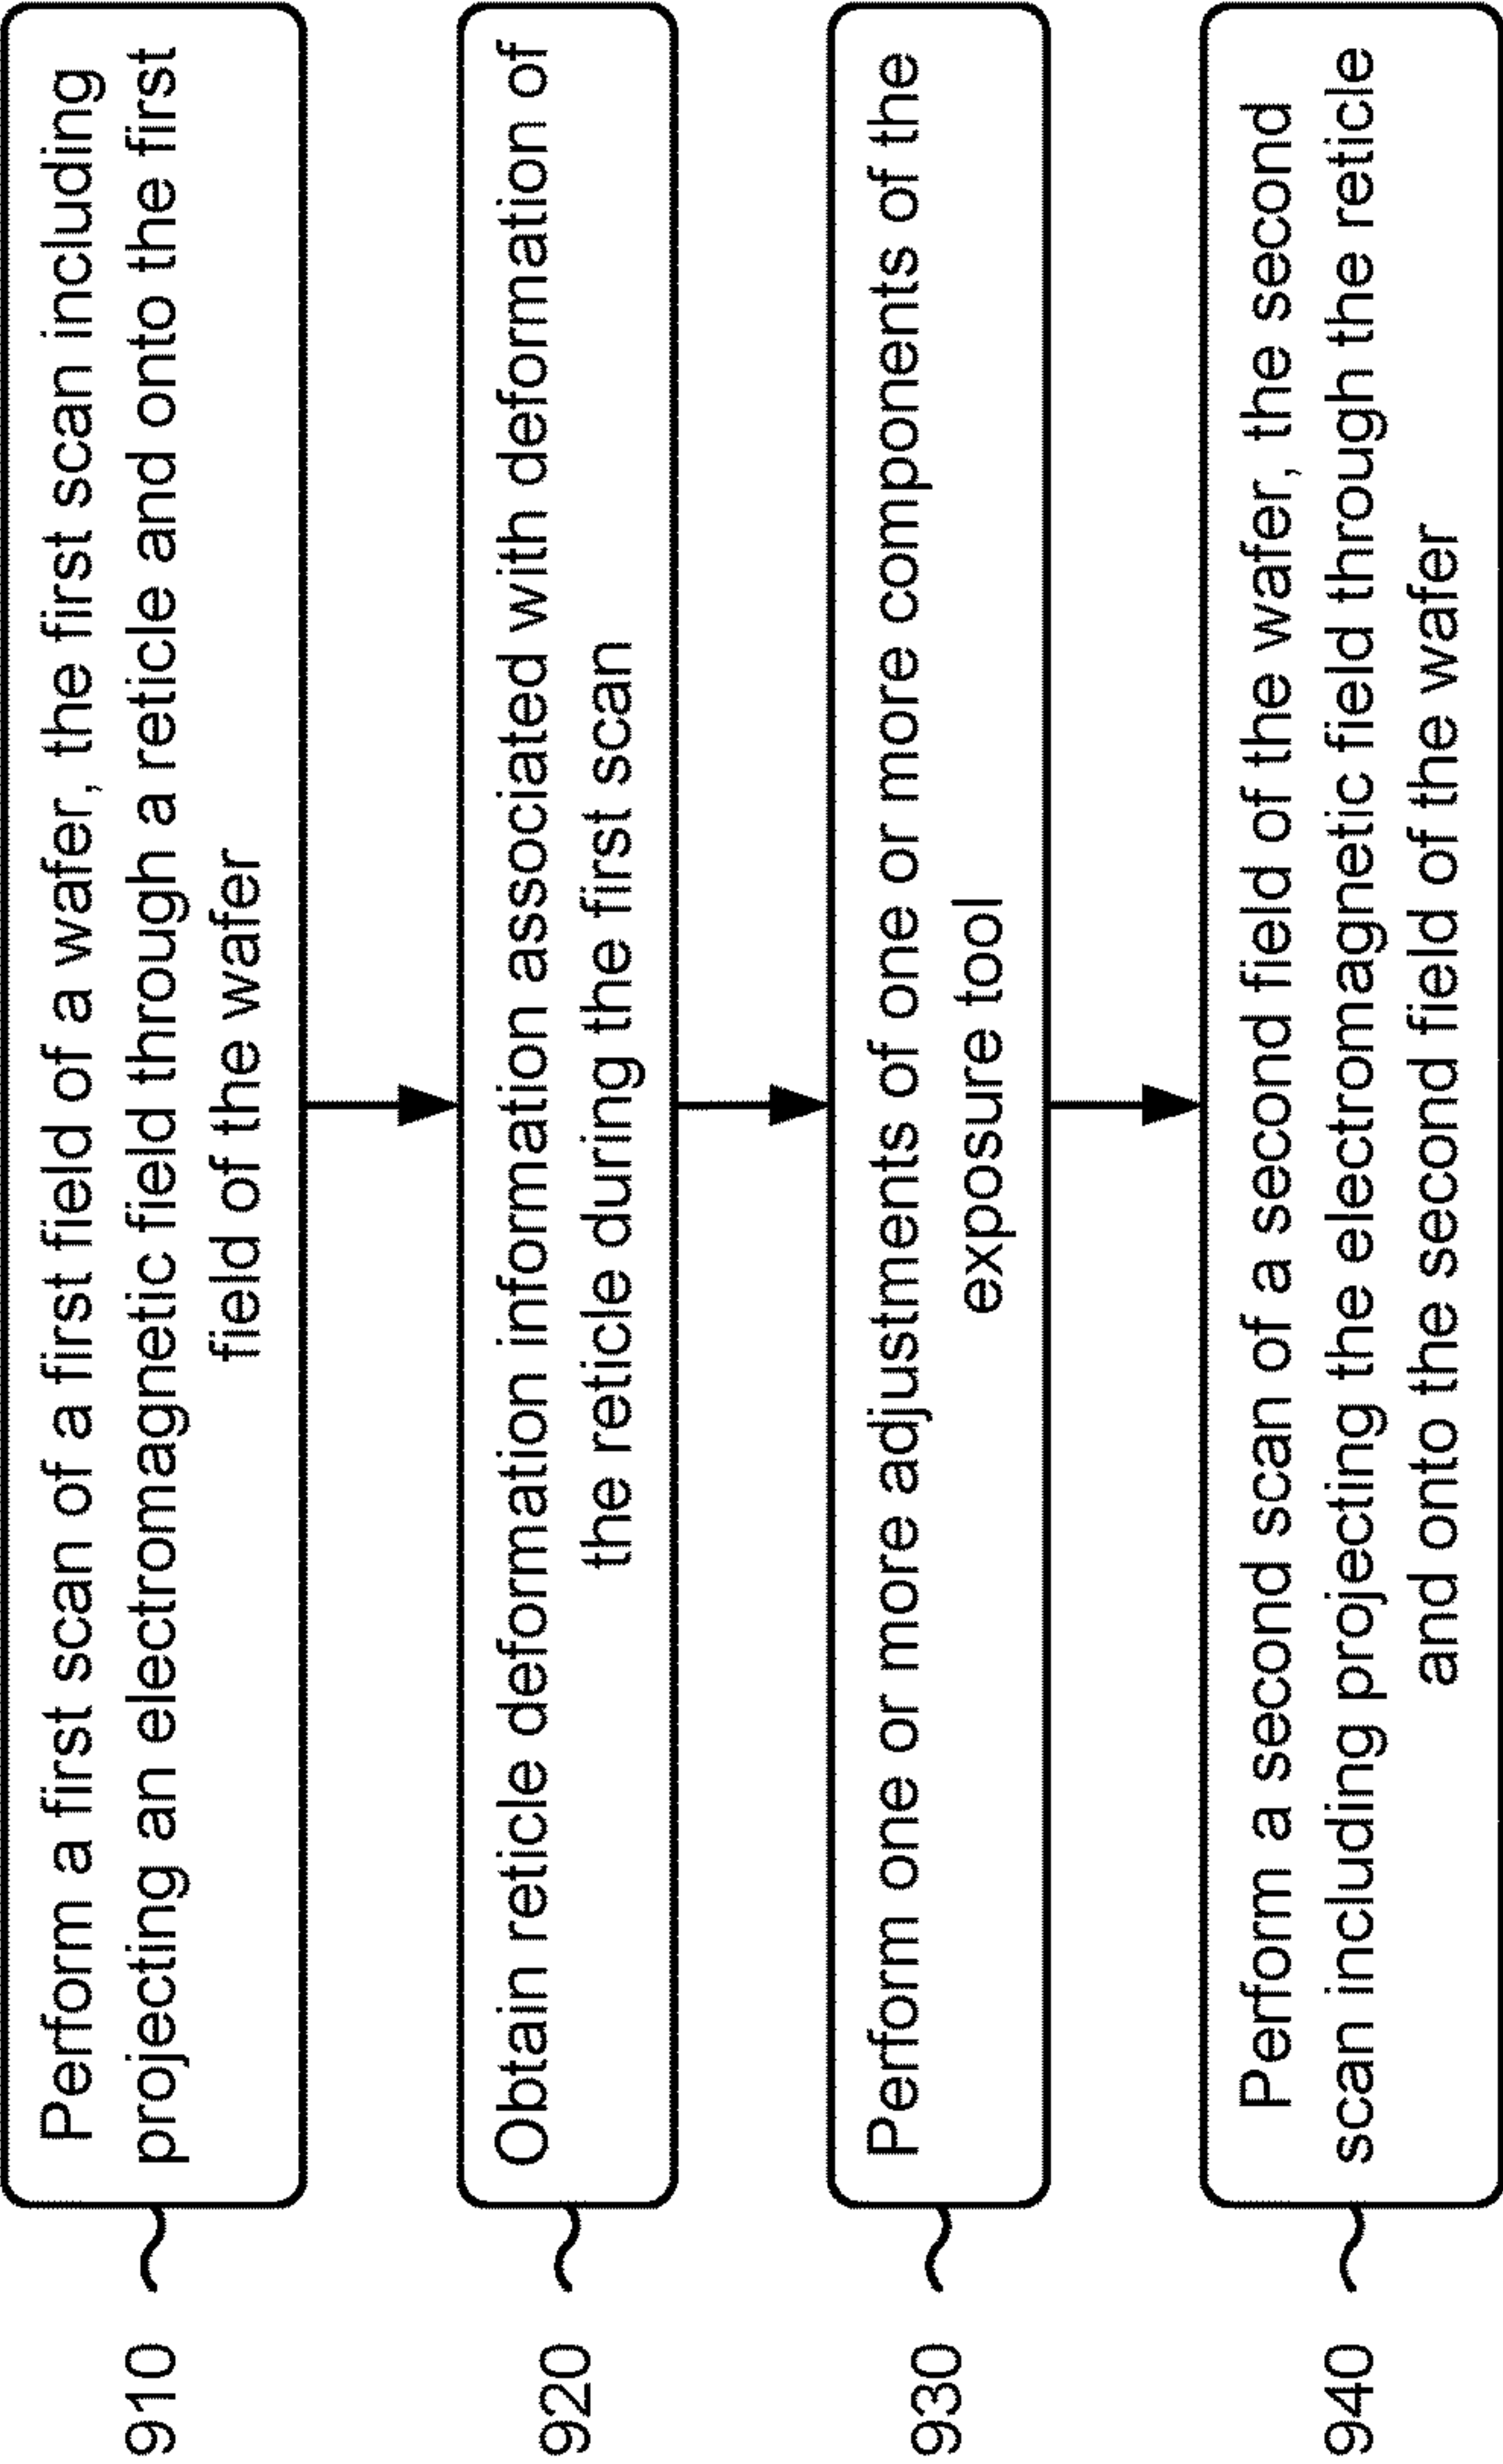 910
Perform a first scan of a first field of a wafer, the first scan including
projecting an electromagnetic field through a reticle and onto the first
field of the wafer
920
Obtain reticle deformation information associated with deformation of
the reticle during the first scan
930
Perform one or more adjustments of one or more components of the
exposure tool
940
Perform a second scan of a second field of the wafer, the second
scan including projecting the electromagnetic field through the reticle
and onto the second field of the wafer